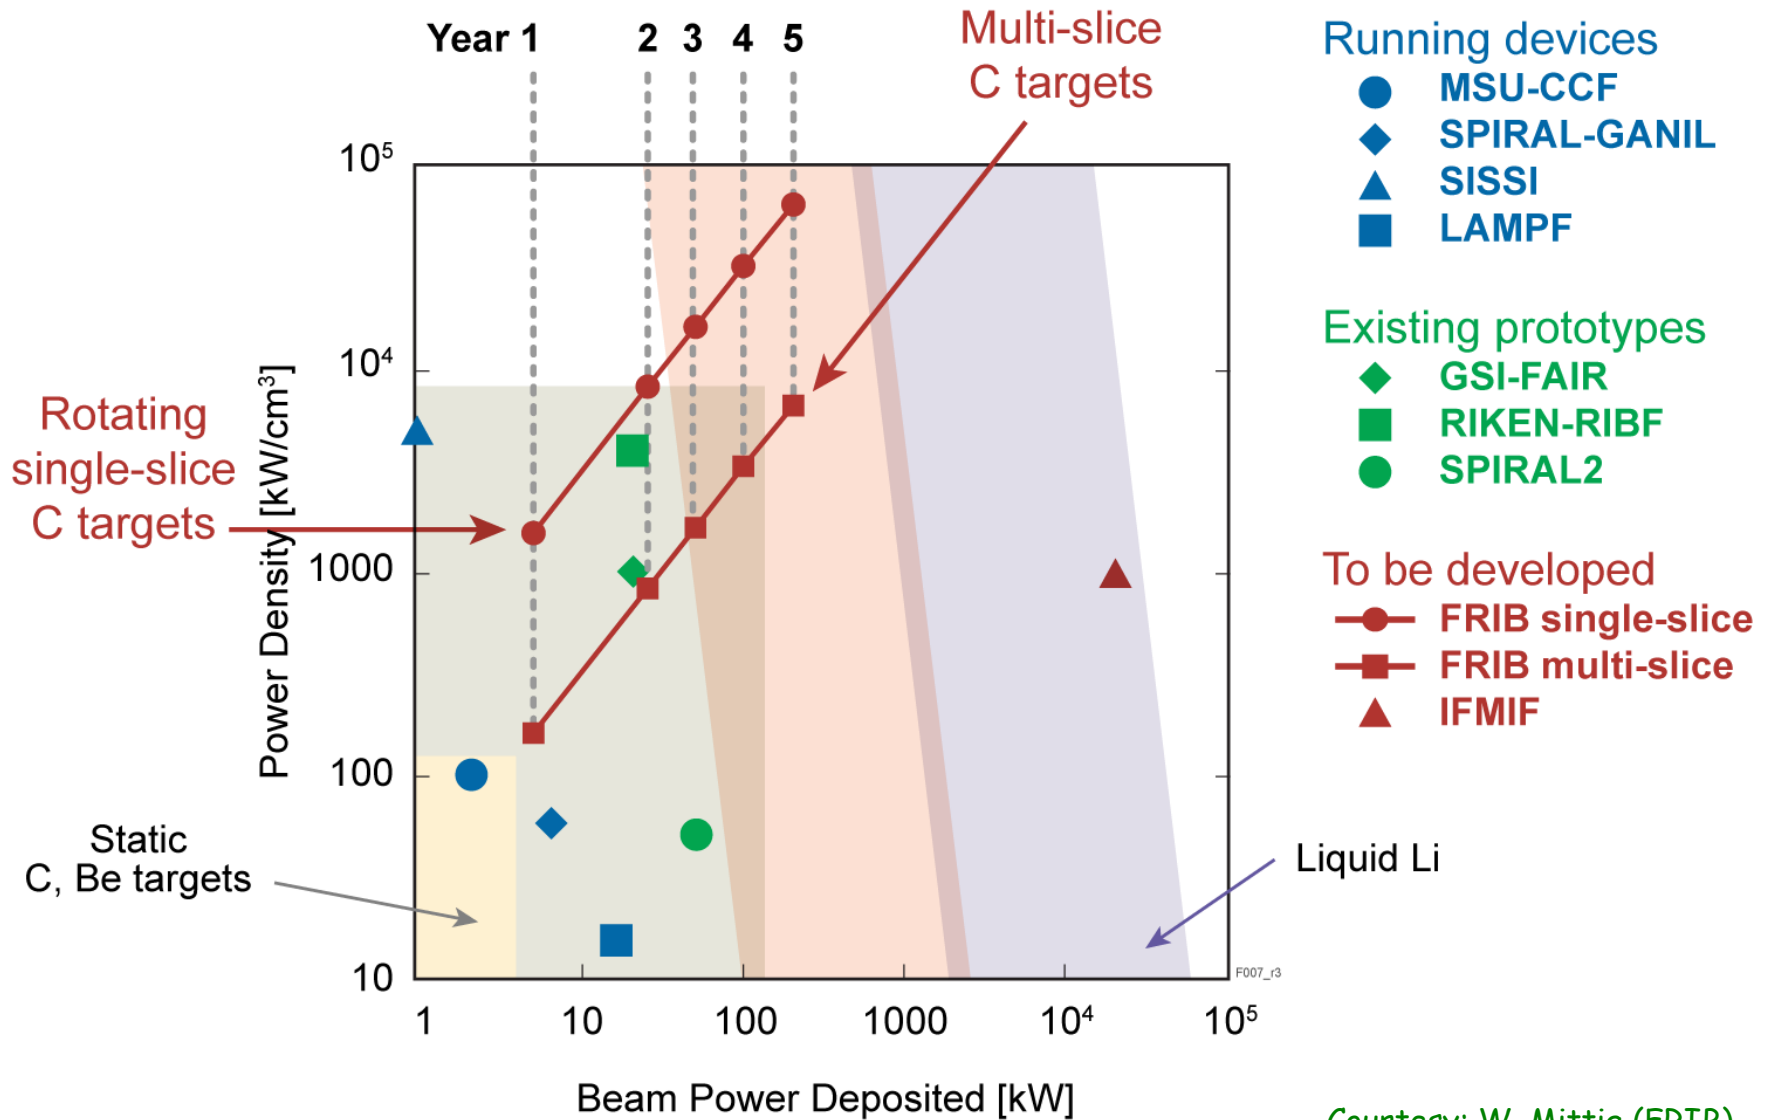 Year 1 2 3 4 5
Multi-slice
C targets
Running devices
MSU-CCF
SPIRAL-GANIL
SISSI
LAMPF
Existing prototypes
GSI-FAIR
RIKEN-RIBF
SPIRAL2
To be developed
FRIB single-slice
FRIB multi-slice
IFMIF
Rotating
single-slice
C targets
Static
C, Be targets
Liquid Li
Power Density [kW/cm³]
10⁵
10⁴
1000
100
10
1 10 100 1000 10⁴ 10⁵
Beam Power Deposited [kW]
F007_r3
Courtesy: W. Mittig (FRIB)